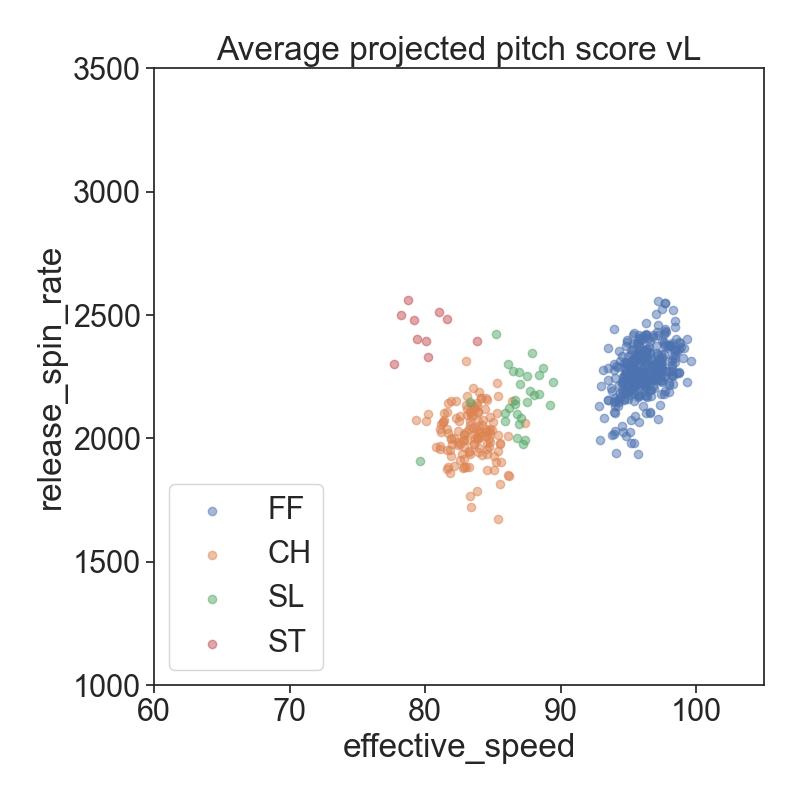 Average projected pitch score vL
release_spin_rate
3500
3000
2500
2000
1500
1000
FF
CH
SL
ST
60
70
80
90
100
effective_speed